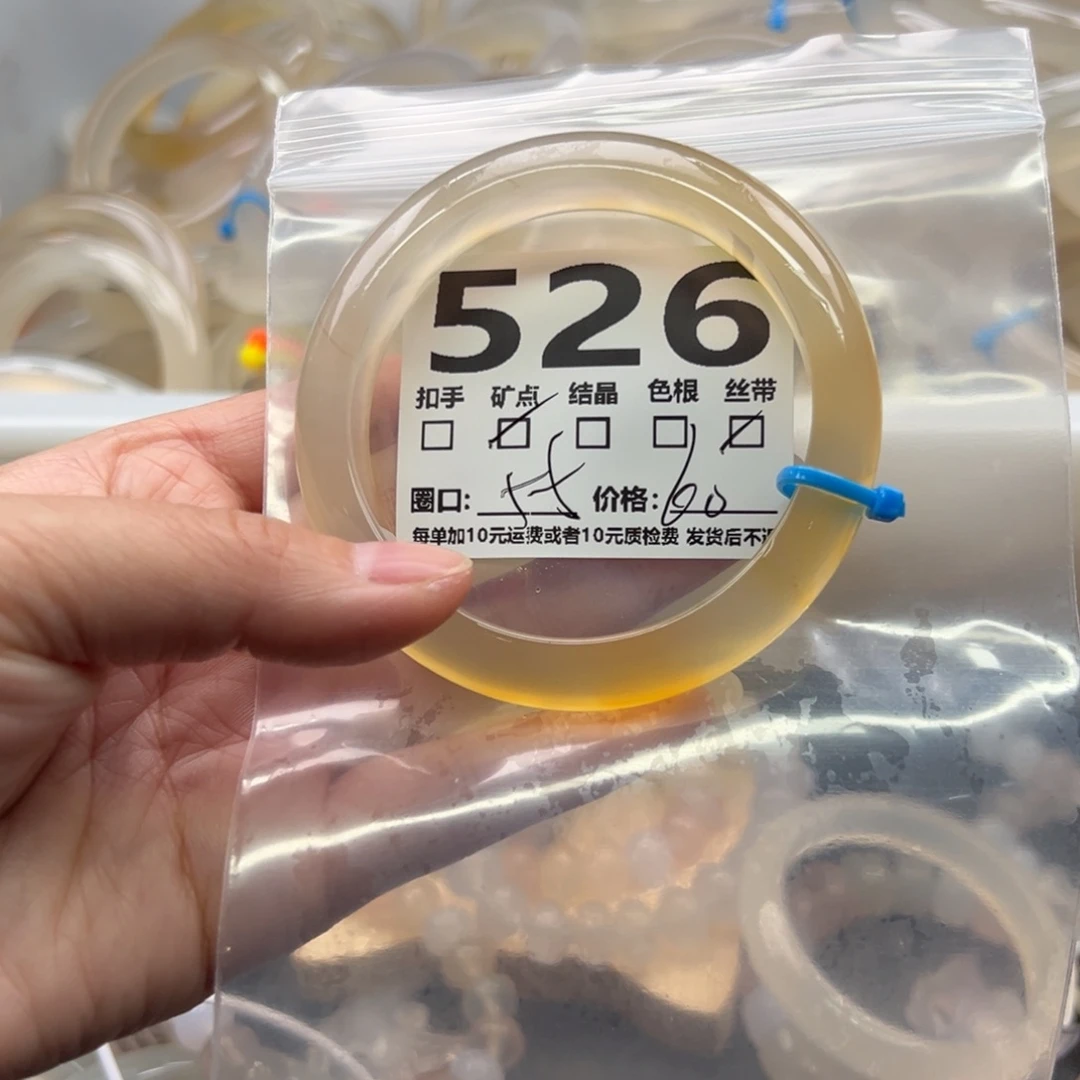 526
扣手 矿点 结晶 色根 丝带
圈口: 价格: 60
每单加10元运费或者10元质检费 发货后不